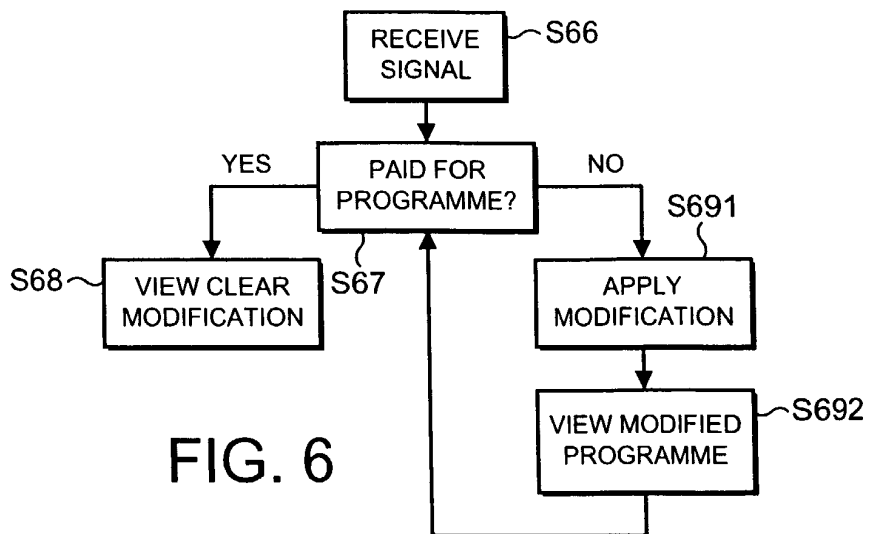 RECEIVE
SIGNAL
S66
YES
PAID FOR
PROGRAMME?
NO
S67
S691
S68
VIEW CLEAR
MODIFICATION
APPLY
MODIFICATION
VIEW MODIFIED
PROGRAMME
S692
FIG. 6